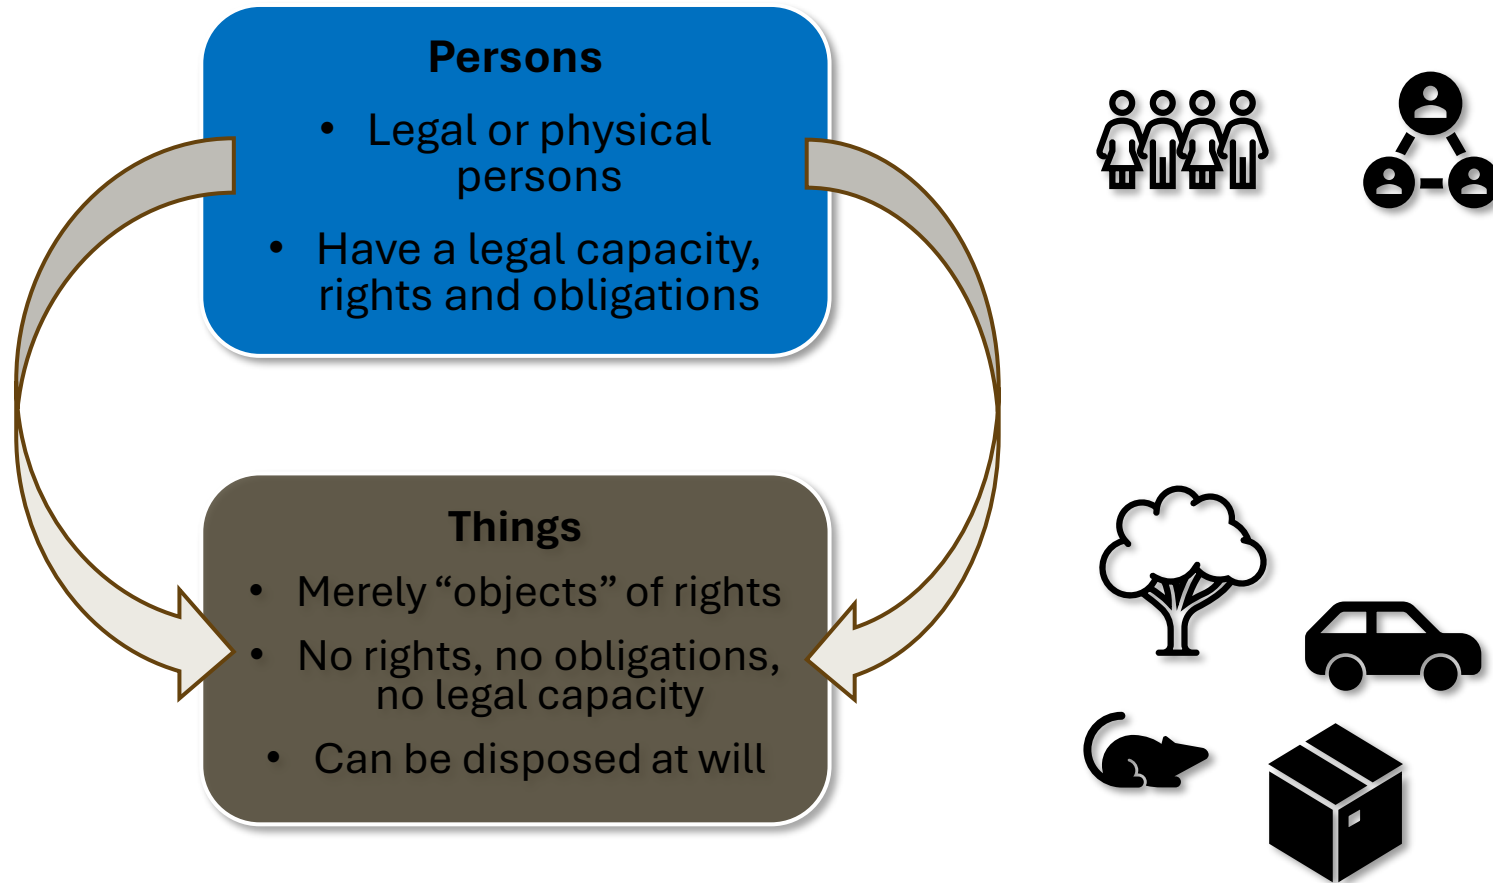 Persons
• Legal or physical
persons
• Have a legal capacity,
rights and obligations
Things
• Merely “objects” of rights
• No rights, no obligations,
no legal capacity
• Can be disposed at will